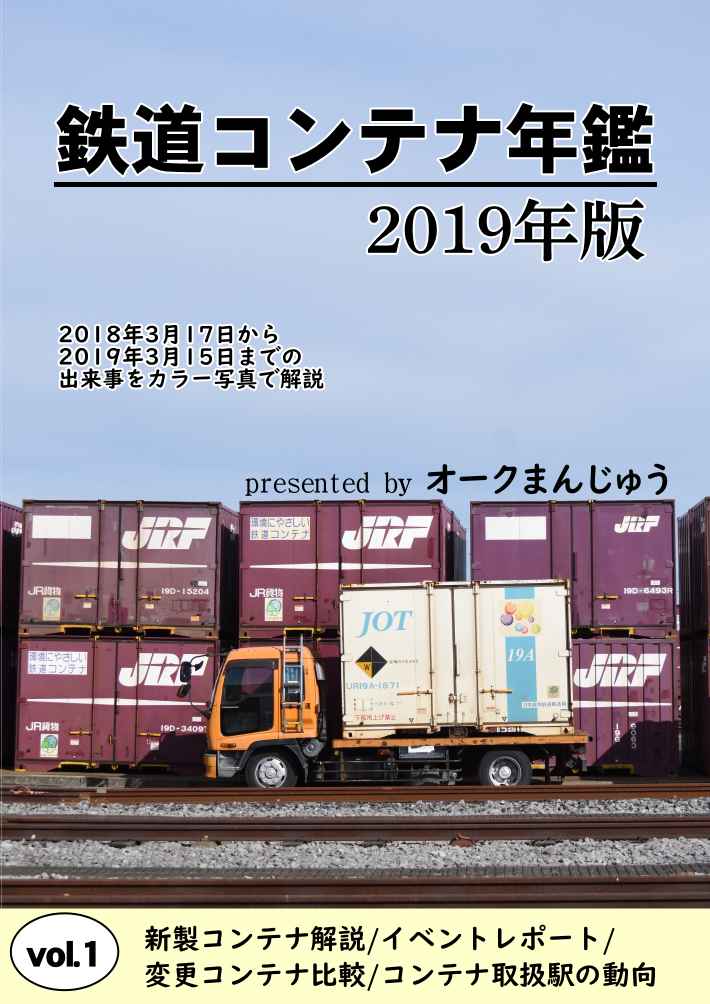 鉄道コンテナ年鑑
2019年版
2018年3月17日から
2019年3月15日までの
出来事をカラー写真で解説
presented by オークまんじゅう
JRF
JR貨物
19D-15204
環境にやさしい
鉄道コンテナ
JRF
JR貨物
JRF
19D-6493
環境にやさしい
鉄道コンテナ
JRF
JR貨物
19D-3409
JOT
19A
W
UR19A-1671
JRF
vol.1
新製コンテナ解説/イベントレポート/
変更コンテナ比較/コンテナ取扱駅の動向